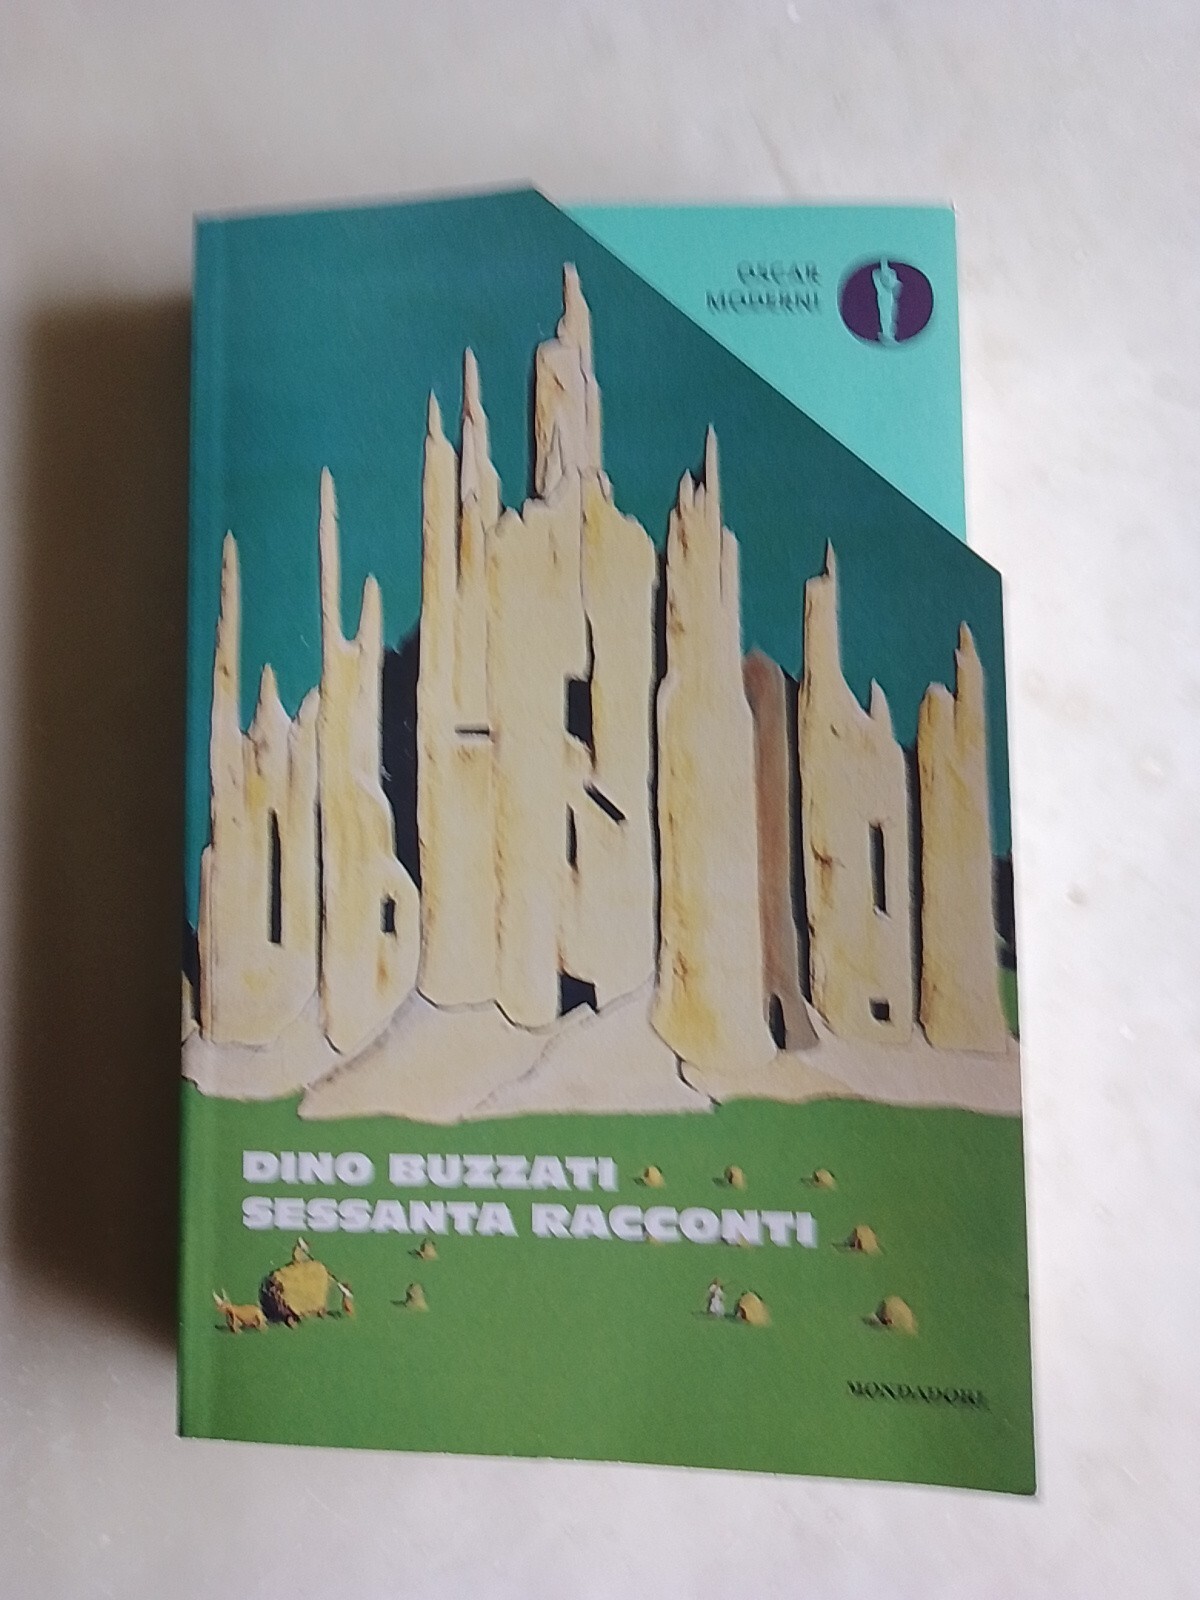 OSCAR
MODERNI
DINO BUZZATI
SESSANTA RACCONTI
MONDADORI